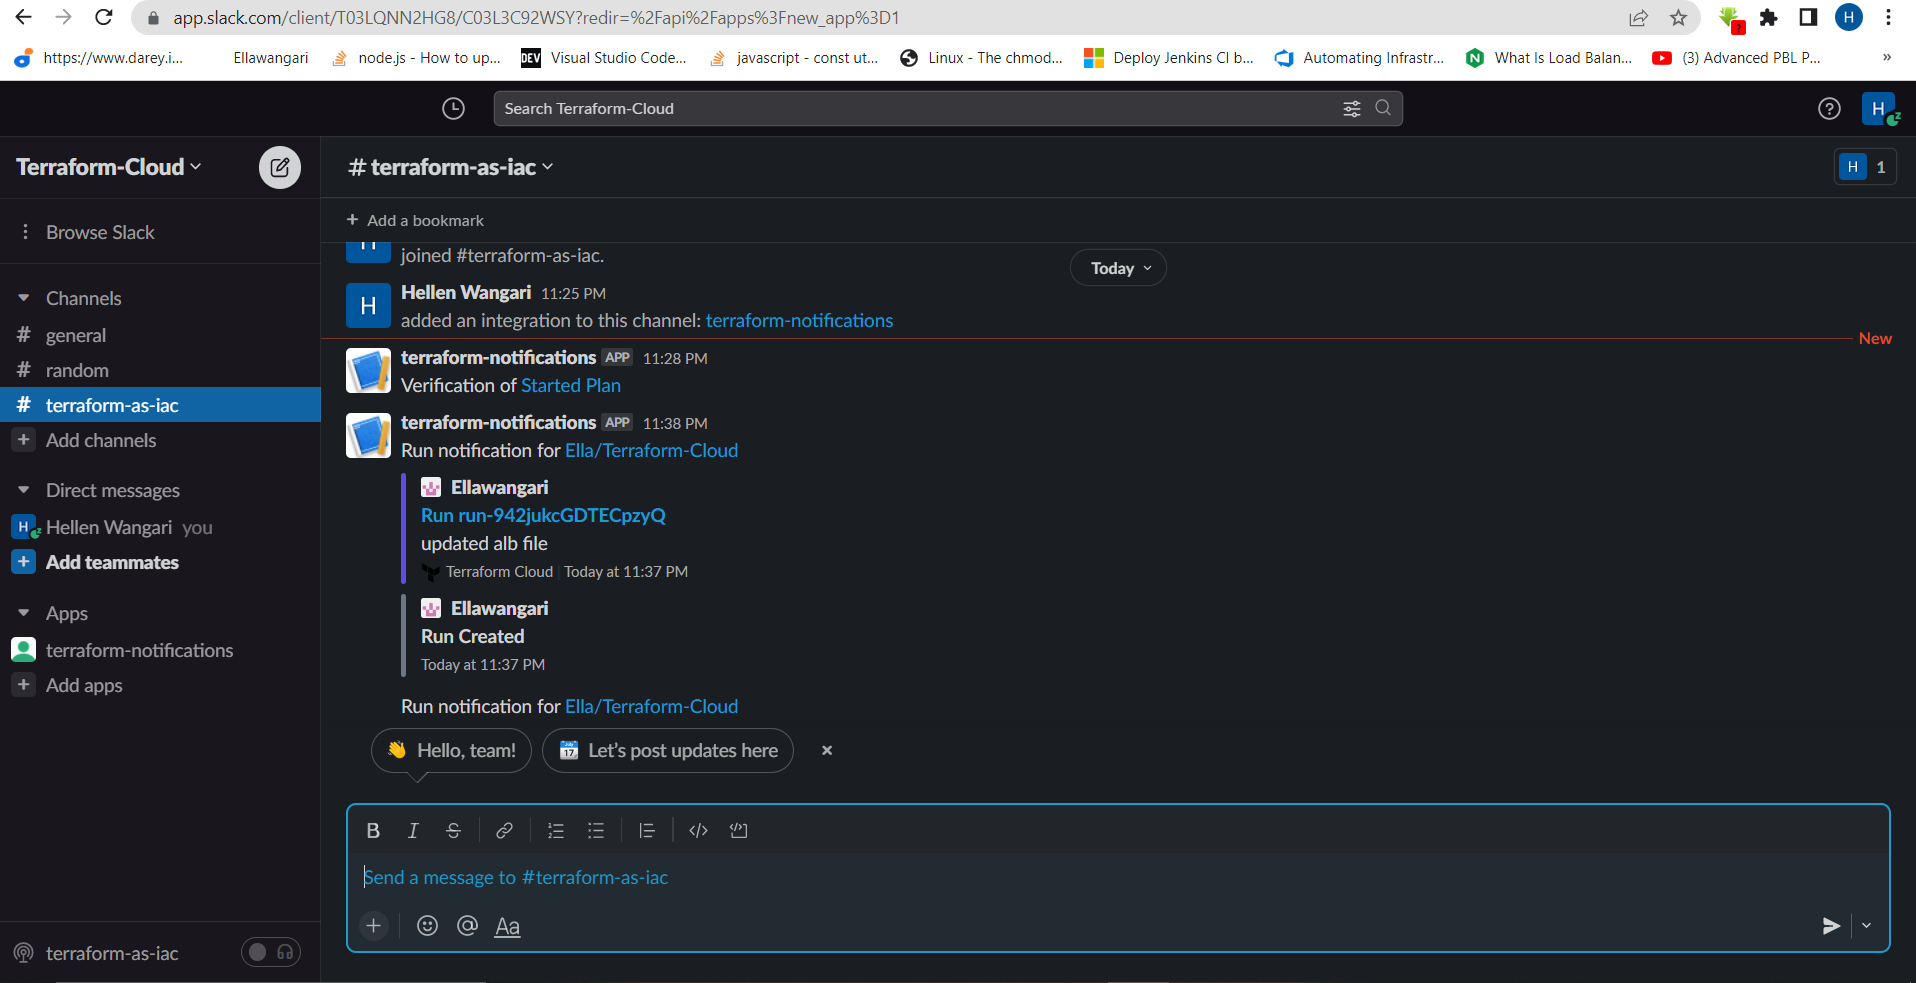 app.slack.com/client/T03LQNN2HG8/C03L3C92WSY?redir=%2Fapi%2Fapps%3Fnew_app%3D1
?
H
https://www.darey.i...
Ellawangari
node.js - How to up...
DEV
Visual Studio Code...
javascript - const ut...
Linux - The chmod...
Deploy Jenkins CI b...
Automating Infrastr...
N
What Is Load Balan...
(3) Advanced PBL P...
»
Search Terraform-Cloud
?
H
z
Terraform-Cloud
# terraform-as-iac
H 1
+ Add a bookmark
Browse Slack
H
joined #terraform-as-iac.
Today
H
Hellen Wangari 11:25 PM
added an integration to this channel: terraform-notifications
New
Channels
# general
# random
# terraform-as-iac
+ Add channels
terraform-notifications APP 11:28 PM
Verification of Started Plan
terraform-notifications APP 11:38 PM
Run notification for Ella/Terraform-Cloud
Ellawangari
Run run-942jukcGDTECpzyQ
updated alb file
Terraform Cloud Today at 11:37 PM
Ellawangari
Run Created
Today at 11:37 PM
Run notification for Ella/Terraform-Cloud
Direct messages
H z Hellen Wangari you
+ Add teammates
Apps
terraform-notifications
+ Add apps
👋 Hello, team!
July 17 Let's post updates here
×
B I S
Send a message to #terraform-as-iac
+ @ Aa
terraform-as-iac